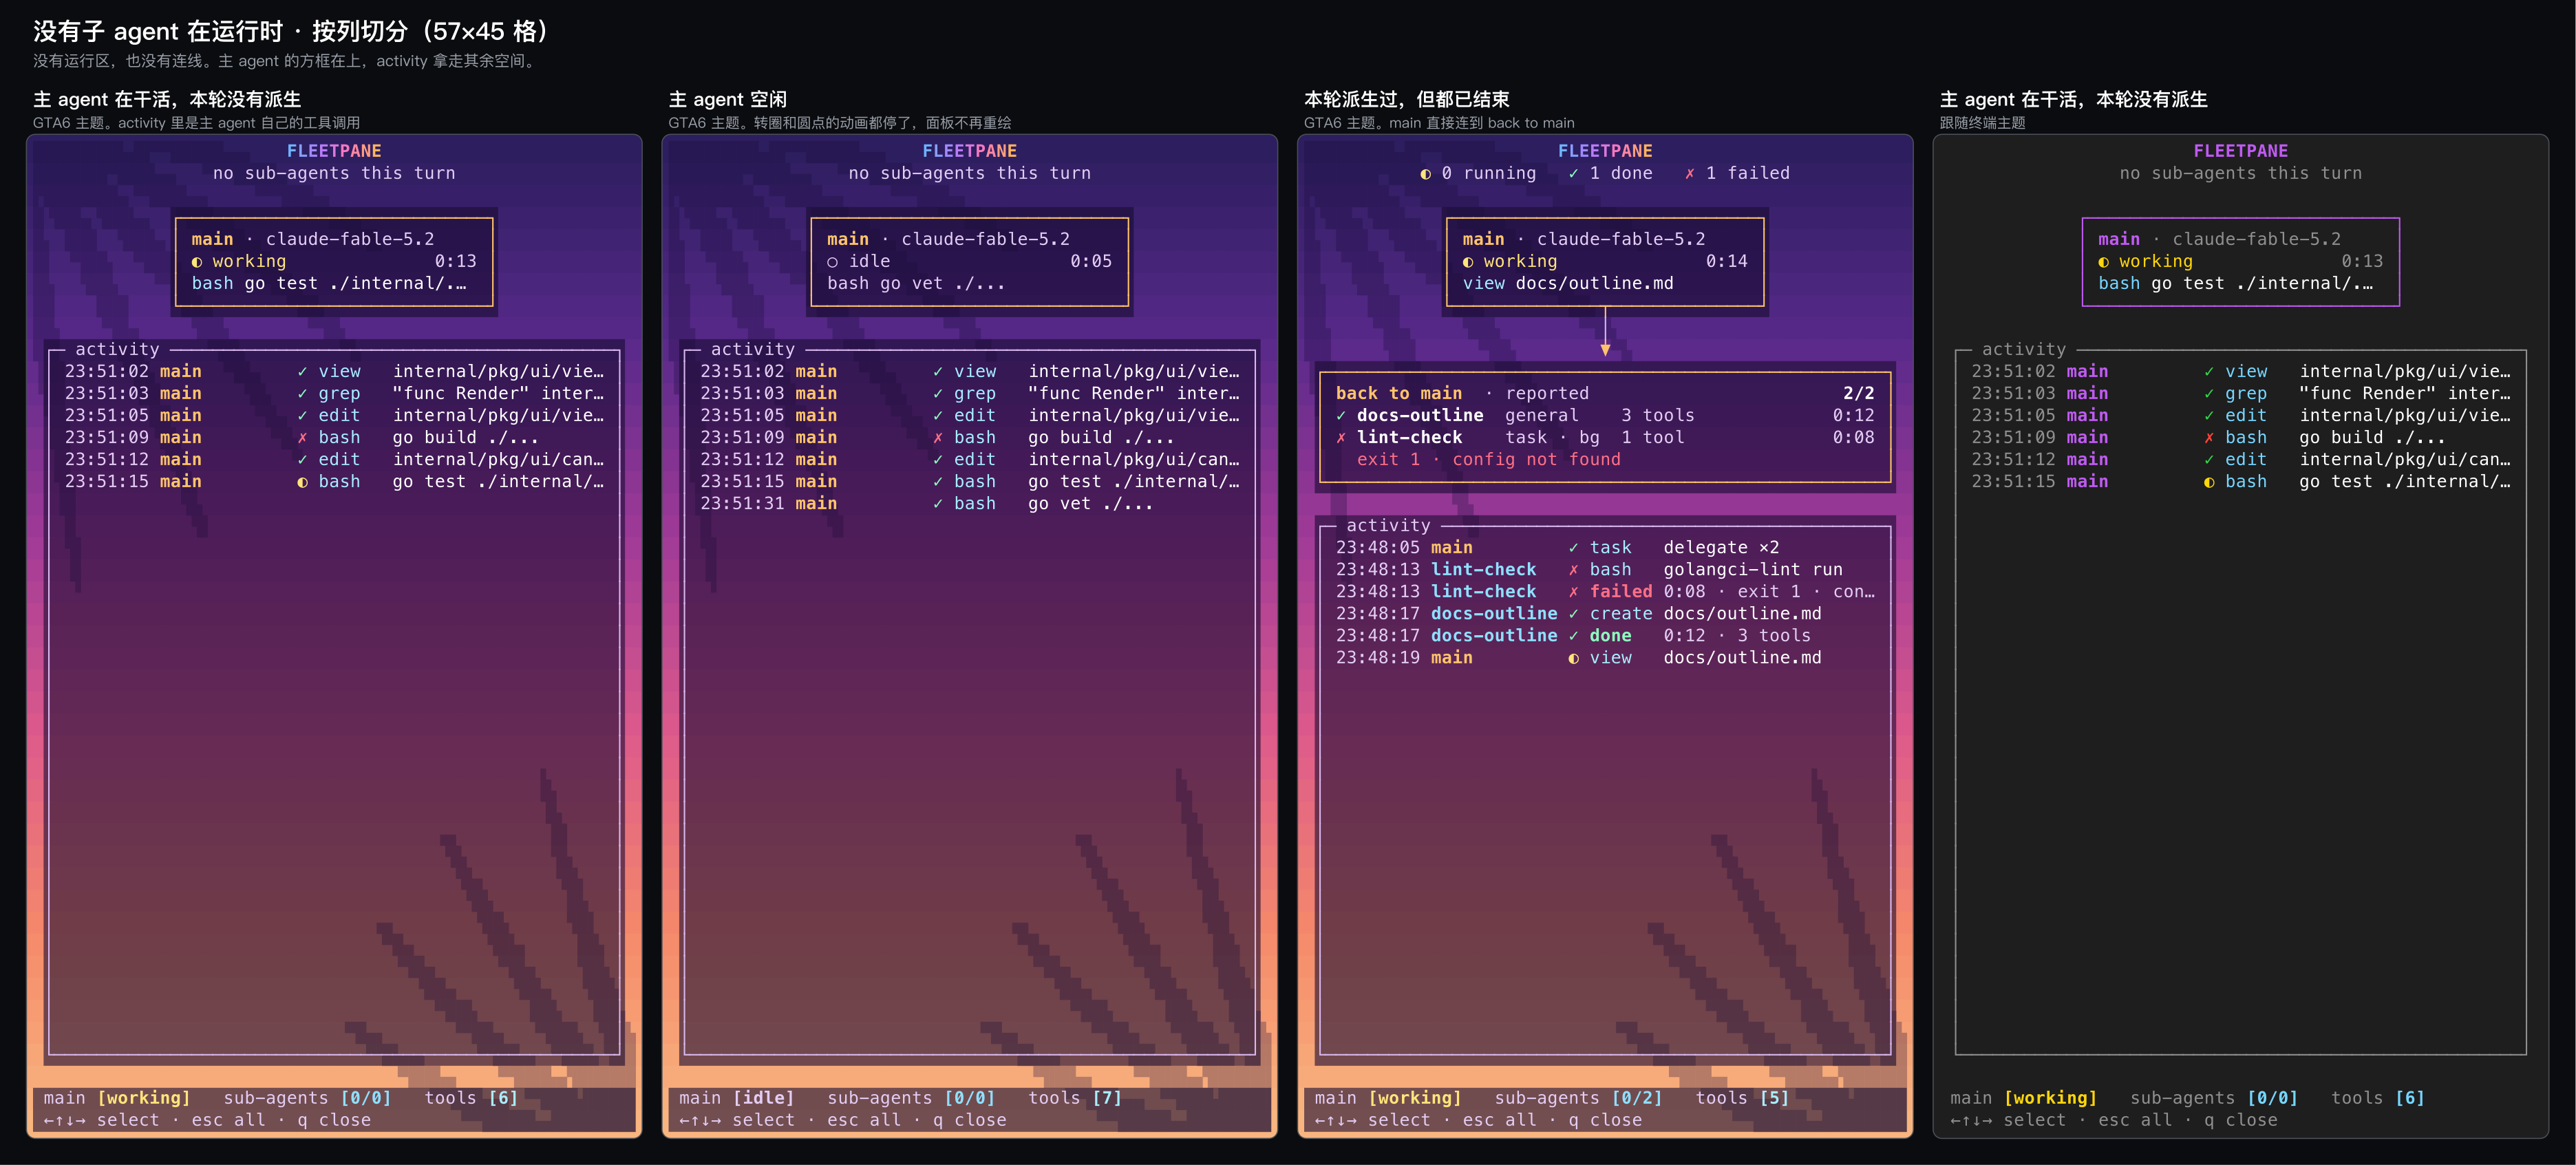 没有子 agent 在运行时 · 按列切分（57×45 格）
没有运行区，也没有连线。主 agent 的方框在上，activity 拿走其余空间。
主 agent 在干活，本轮没有派生
GTA6 主题。activity 里是主 agent 自己的工具调用
FLEETPANE
no sub-agents this turn
main · claude-fable-5.2
◐ working 0:13
bash go test ./internal/.…
activity
23:51:02 main ✓ view internal/pkg/ui/vie…
23:51:03 main ✓ grep "func Render" inter…
23:51:05 main ✓ edit internal/pkg/ui/vie…
23:51:09 main ✗ bash go build ./...
23:51:12 main ✓ edit internal/pkg/ui/can…
23:51:15 main ◐ bash go test ./internal/…
main [working] sub-agents [0/0] tools [6]
←↑↓→ select · esc all · q close
主 agent 空闲
GTA6 主题。转圈和圆点的动画都停了，面板不再重绘
FLEETPANE
no sub-agents this turn
main · claude-fable-5.2
○ idle 0:05
bash go vet ./...
activity
23:51:02 main ✓ view internal/pkg/ui/vie…
23:51:03 main ✓ grep "func Render" inter…
23:51:05 main ✓ edit internal/pkg/ui/vie…
23:51:09 main ✗ bash go build ./...
23:51:12 main ✓ edit internal/pkg/ui/can…
23:51:15 main ✓ bash go test ./internal/…
23:51:31 main ✓ bash go vet ./...
main [idle] sub-agents [0/0] tools [7]
←↑↓→ select · esc all · q close
本轮派生过，但都已结束
GTA6 主题。main 直接连到 back to main
FLEETPANE
◐ 0 running ✓ 1 done ✗ 1 failed
main · claude-fable-5.2
◐ working 0:14
view docs/outline.md
back to main · reported 2/2
✓ docs-outline general 3 tools 0:12
✗ lint-check task · bg 1 tool 0:08
exit 1 · config not found
activity
23:48:05 main ✓ task delegate ×2
23:48:13 lint-check ✗ bash golangci-lint run
23:48:13 lint-check ✗ failed 0:08 · exit 1 · con…
23:48:17 docs-outline ✓ create docs/outline.md
23:48:17 docs-outline ✓ done 0:12 · 3 tools
23:48:19 main ◐ view docs/outline.md
main [working] sub-agents [0/2] tools [5]
←↑↓→ select · esc all · q close
主 agent 在干活，本轮没有派生
跟随终端主题
FLEETPANE
no sub-agents this turn
main · claude-fable-5.2
◐ working 0:13
bash go test ./internal/.…
activity
23:51:02 main ✓ view internal/pkg/ui/vie…
23:51:03 main ✓ grep "func Render" inter…
23:51:05 main ✓ edit internal/pkg/ui/vie…
23:51:09 main ✗ bash go build ./...
23:51:12 main ✓ edit internal/pkg/ui/can…
23:51:15 main ◐ bash go test ./internal/…
main [working] sub-agents [0/0] tools [6]
←↑↓→ select · esc all · q close